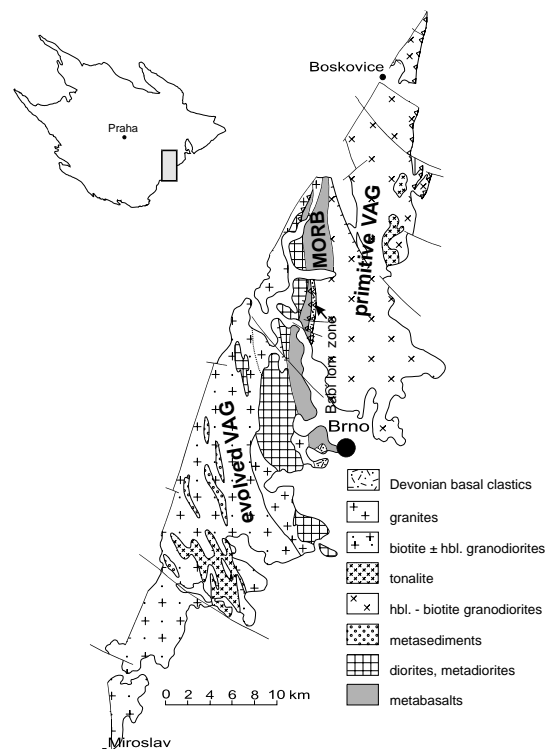 Boskovice
Praha
MORB
primitive VAG
Babí lom zone
Brno
evolved VAG
Devonian basal clastics
granites
biotite ± hbl. granodiorites
tonalite
hbl. - biotite granodiorites
metasediments
diorites, metadiorites
metabasalts
0 2 4 6 8 10 km
Miroslav